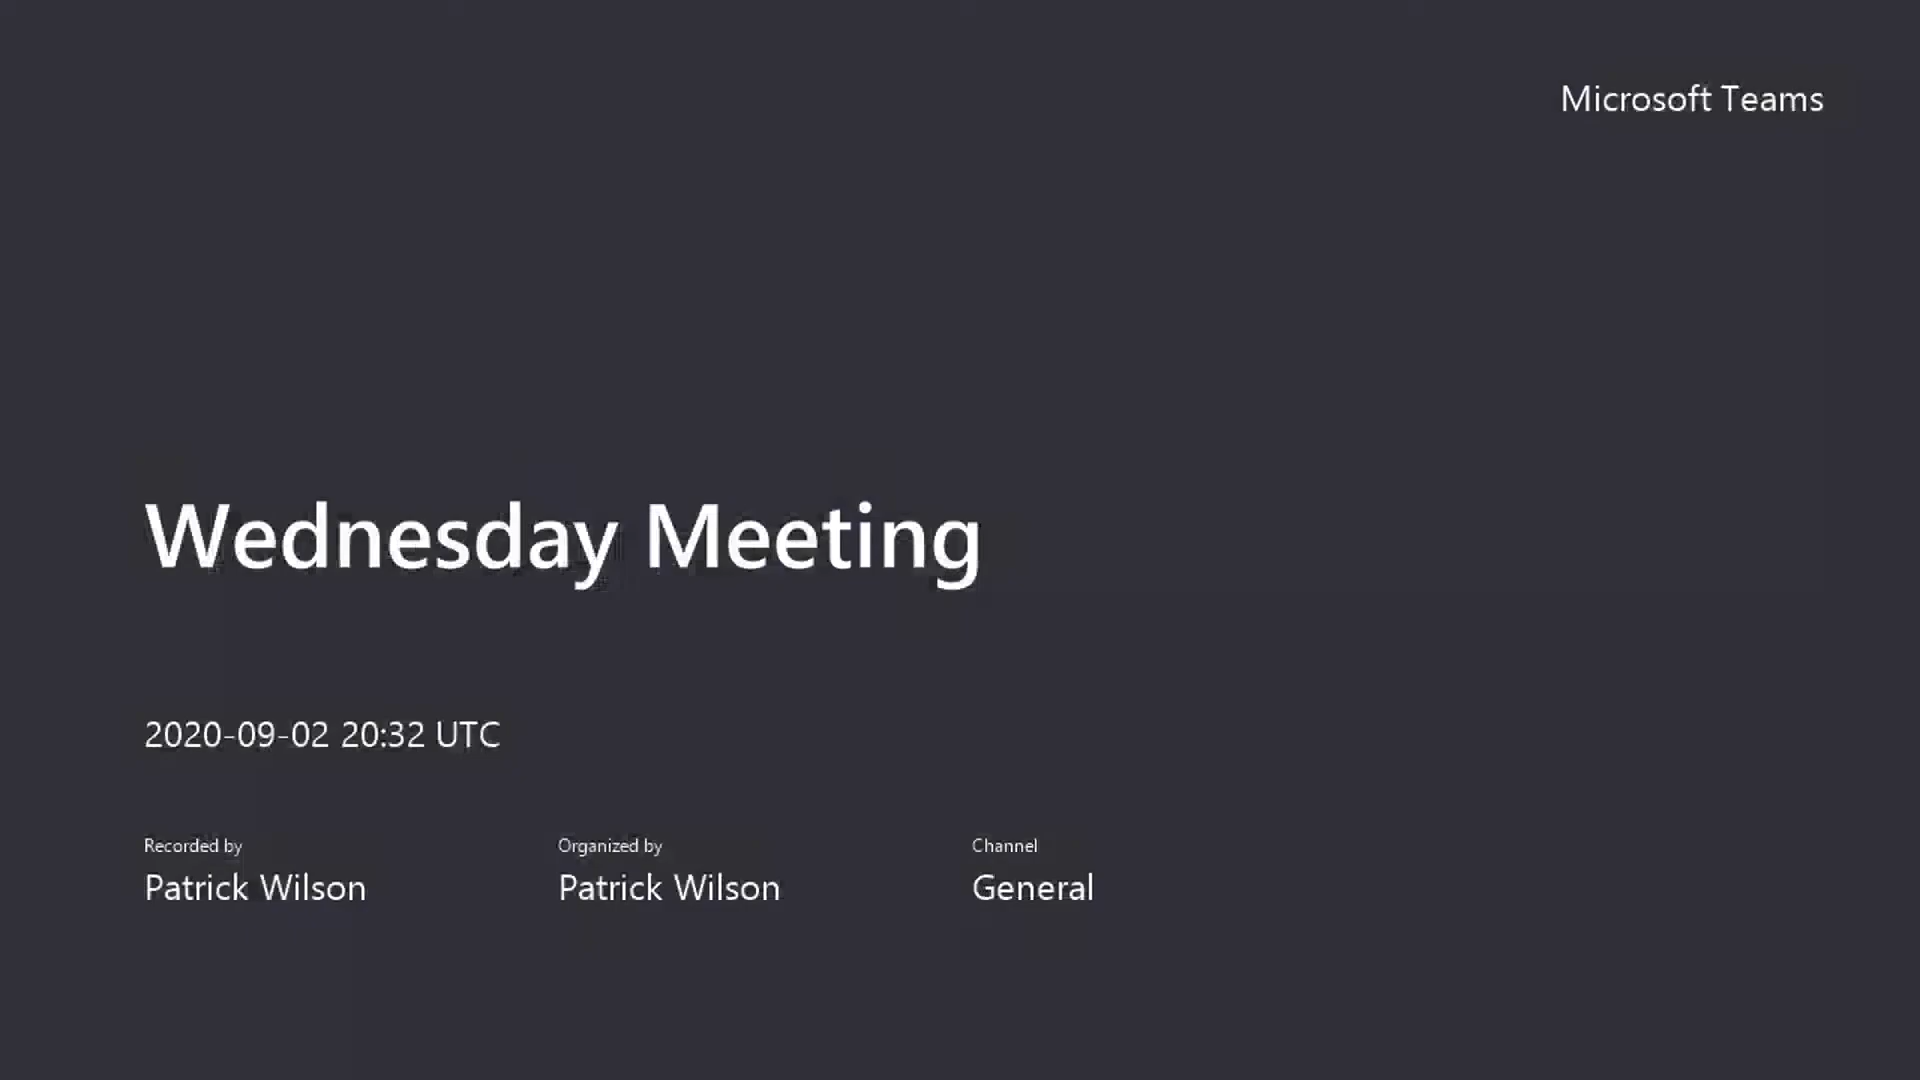 Microsoft Teams
Wednesday Meeting
2020-09-02 20:32 UTC
Recorded by
Patrick Wilson
Organized by
Patrick Wilson
Channel
General